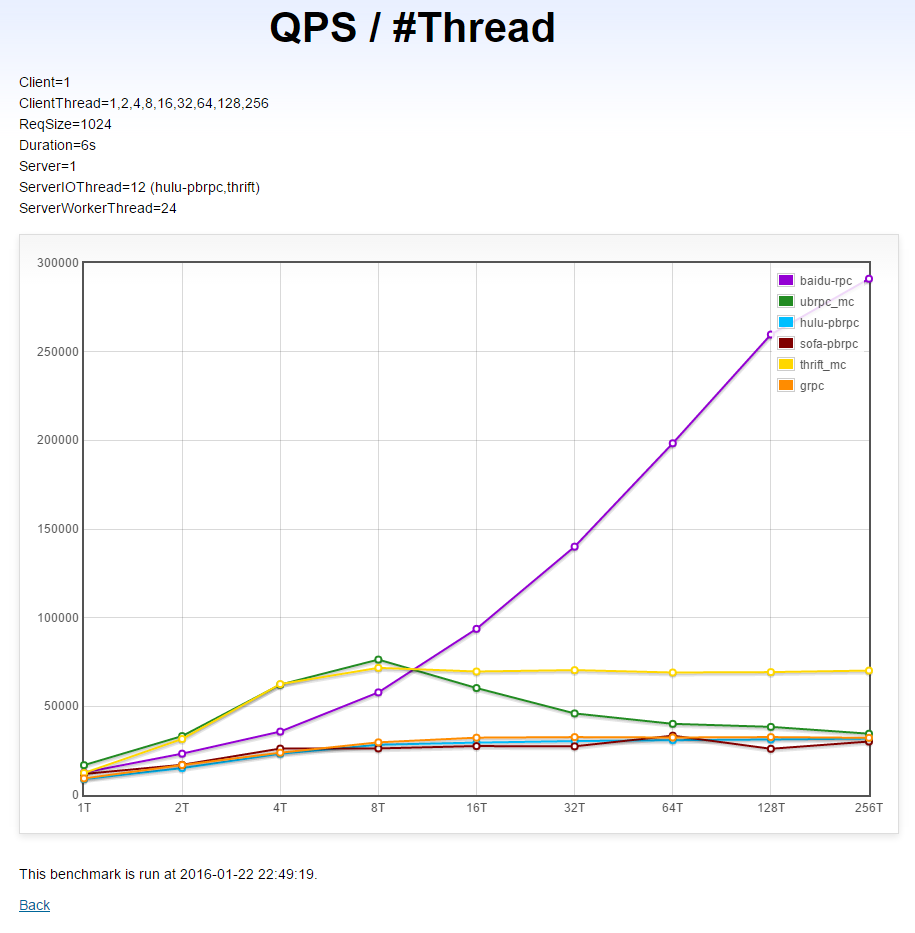 QPS / #Thread
Client=1
ClientThread=1,2,4,8,16,32,64,128,256
ReqSize=1024
Duration=6s
Server=1
ServerIOThread=12 (hulu-pbrpc,thrift)
ServerWorkerThread=24
300000
250000
200000
150000
100000
50000
0
baidu-rpc
ubrpc_mc
hulu-pbrpc
sofa-pbrpc
thrift_mc
grpc
1T 2T 4T 8T 16T 32T 64T 128T 256T
This benchmark is run at 2016-01-22 22:49:19.
Back